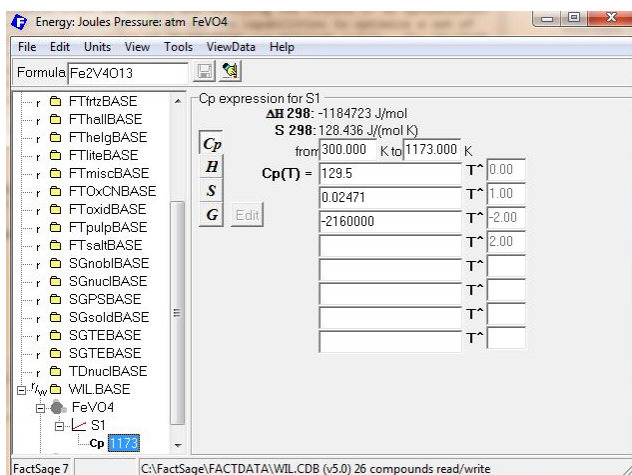 Energy: Joules Pressure: atm FeVO4
File Edit Units View Tools ViewData Help
Formula Fe2V4O13
r FTfrtzBASE
r FThallBASE
r FThelgBASE
r FTliteBASE
r FTmiscBASE
r FTOxCNBASE
r FToxidBASE
r FTpulpBASE
r FTsaltBASE
r SGnoblBASE
r SGnuclBASE
r SGPSBASE
r SGsoldBASE
r SGTEBASE
r SGTEBASE
r TDnuclBASE
r/w WIL.BASE
FeVO4
S1
Cp 1173
Cp expression for S1
ΔH 298: -1184723 J/mol
S 298: 128.436 J/(mol K)
from 300.000 K to 1173.000 K
Cp
H
S
G Edit
Cp(T) = 129.5 T^ 0.00
0.02471 T^ 1.00
-2160000 T^ -2.00
T^ 2.00
T^
T^
T^
T^
FactSage 7 C:\FactSage\FACTDATA\WIL.CDB (v5.0) 26 compounds read/write